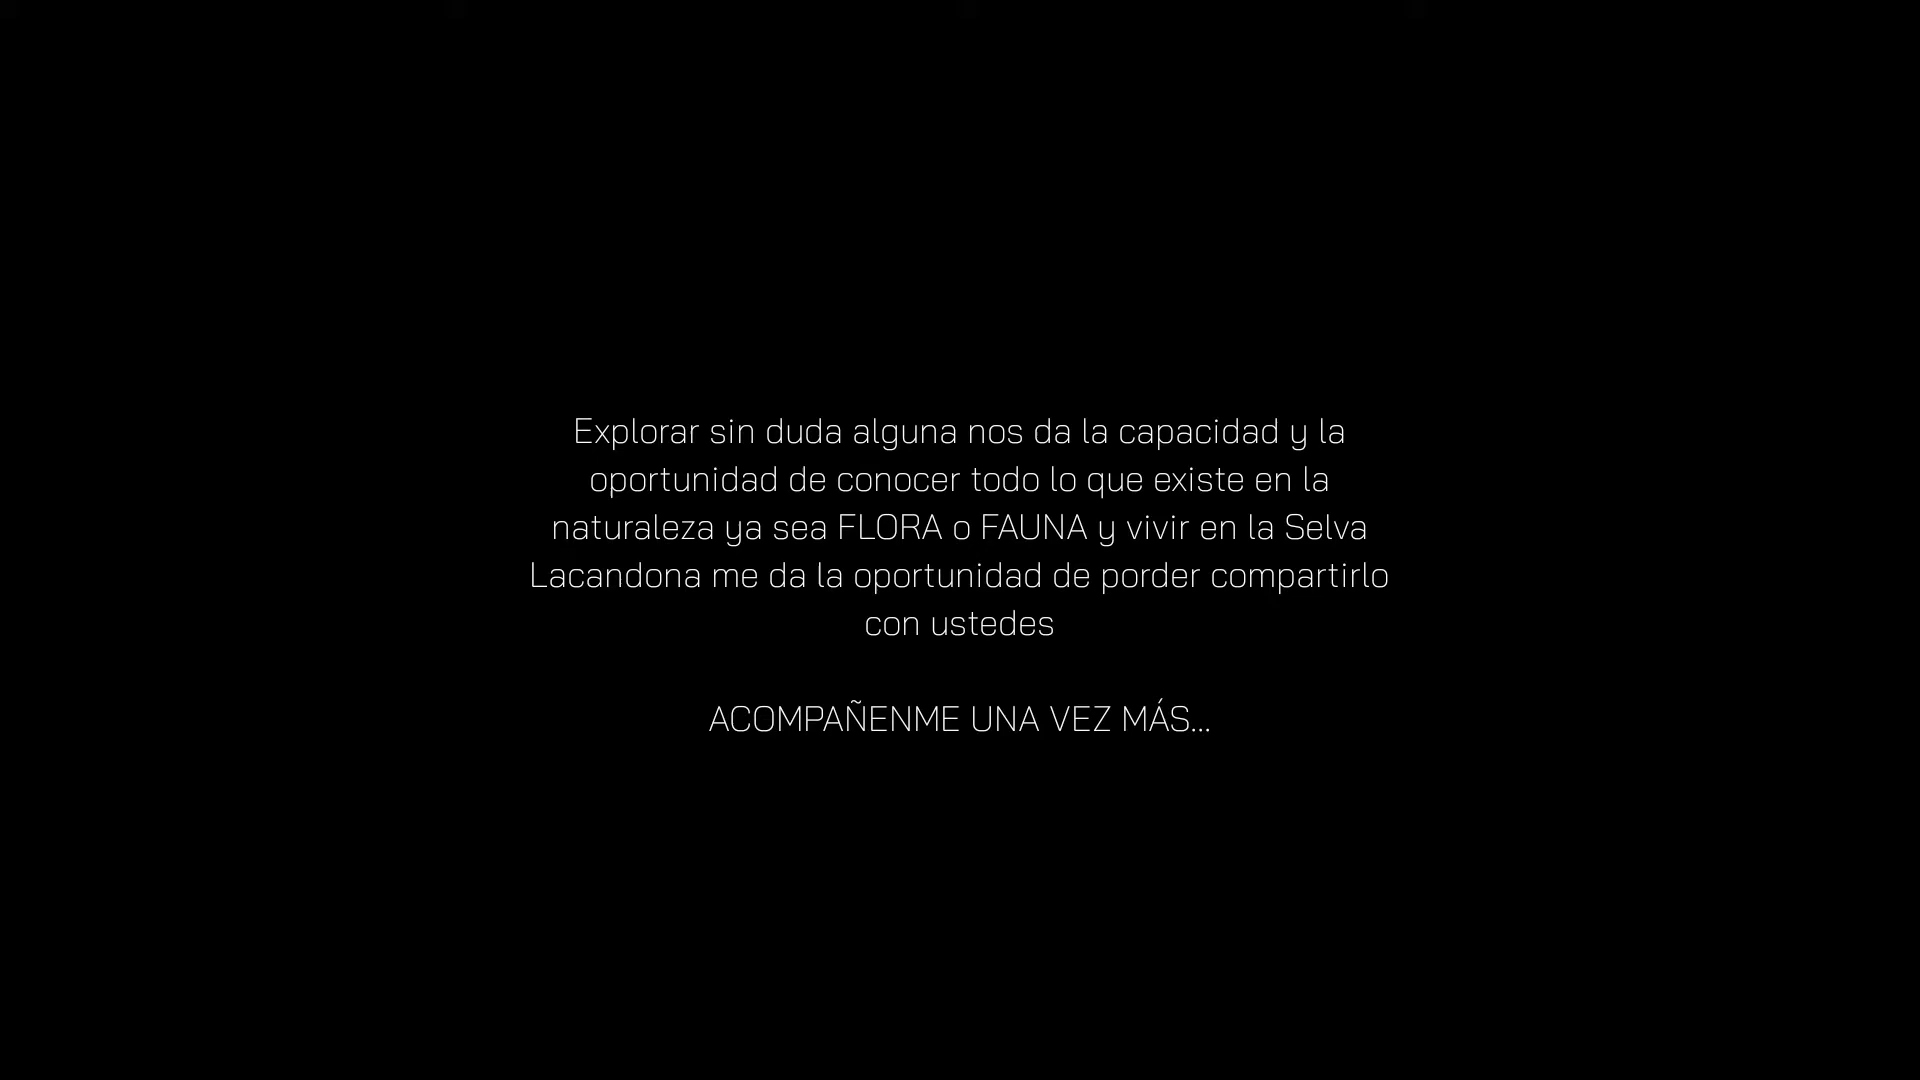 Explorar sin duda alguna nos da la capacidad y la
oportunidad de conocer todo lo que existe en la
naturaleza ya sea FLORA o FAUNA y vivir en la Selva
Lacandona me da la oportunidad de porder compartirlo
con ustedes
ACOMPAÑENME UNA VEZ MÁS...